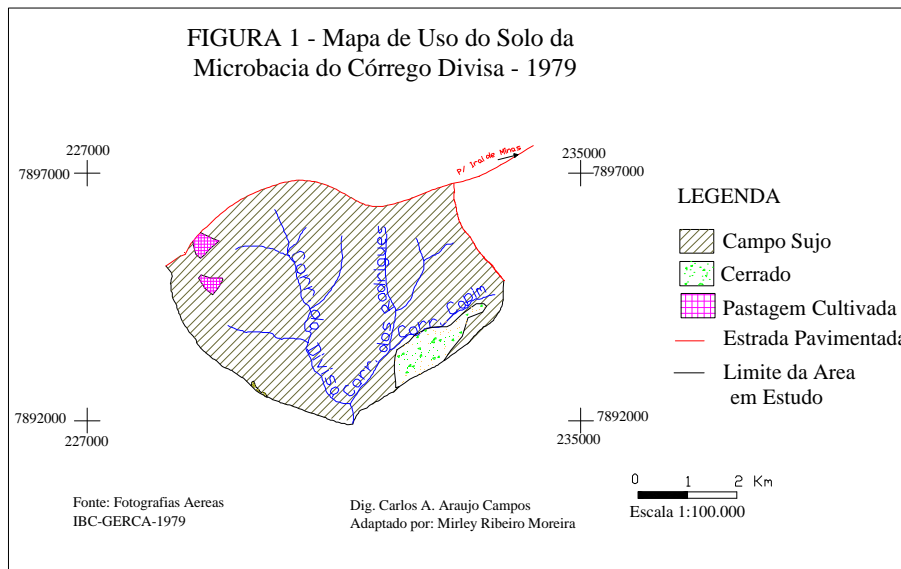 FIGURA 1 - Mapa de Uso do Solo da
Microbacia do Córrego Divisa - 1979
227000
7897000
235000
7897000
P/ Irai de Minas
LEGENDA
Campo Sujo
Cerrado
Pastagem Cultivada
Estrada Pavimentada
Limite da Area
em Estudo
Corr. da Divisa
Corr. dos Rodrigues
Corr. Capim
7892000
227000
7892000
235000
0 1 2 Km
Escala 1:100.000
Fonte: Fotografias Aereas
IBC-GERCA-1979
Dig. Carlos A. Araujo Campos
Adaptado por: Mirley Ribeiro Moreira